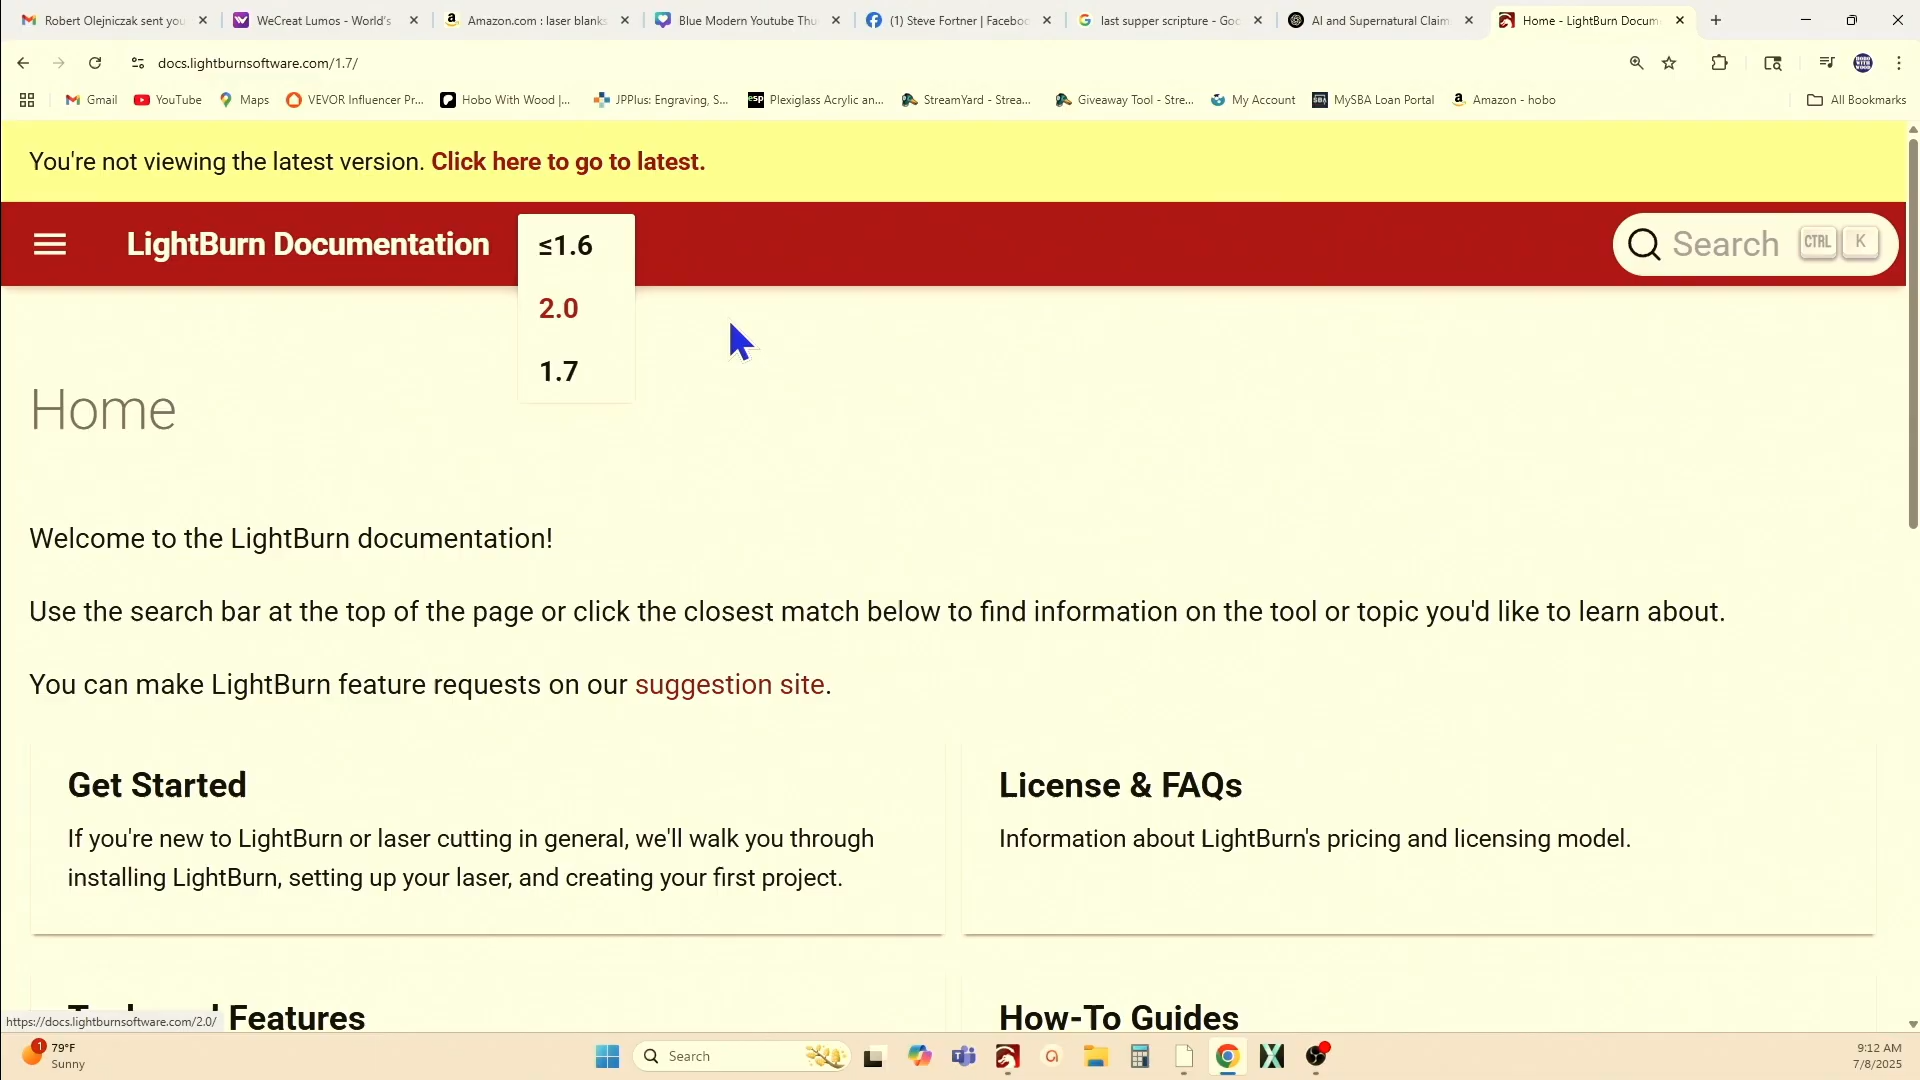 Robert Olejniczak sent you
WeCreat Lumos - World's
Amazon.com : laser blanks
Blue Modern Youtube Thu
(1) Steve Fortner | Faceboo
last supper scripture - Goo
AI and Supernatural Claim
Home - LightBurn Docum
docs.lightburnsoftware.com/1.7/
Gmail
YouTube
Maps
VEVOR Influencer Pr...
Hobo With Wood |...
JPPlus: Engraving, S...
Plexiglass Acrylic an...
StreamYard - Strea...
Giveaway Tool - Stre...
My Account
MySBA Loan Portal
Amazon - hobo
All Bookmarks
You're not viewing the latest version. Click here to go to latest.
LightBurn Documentation
≤1.6
2.0
1.7
Search
CTRL
K
Home
Welcome to the LightBurn documentation!
Use the search bar at the top of the page or click the closest match below to find information on the tool or topic you'd like to learn about.
You can make LightBurn feature requests on our suggestion site.
Get Started
If you're new to LightBurn or laser cutting in general, we'll walk you through
installing LightBurn, setting up your laser, and creating your first project.
License & FAQs
Information about LightBurn's pricing and licensing model.
Features
How-To Guides
https://docs.lightburnsoftware.com/2.0/
1
79°F
Sunny
Search
9:12 AM
7/8/2025